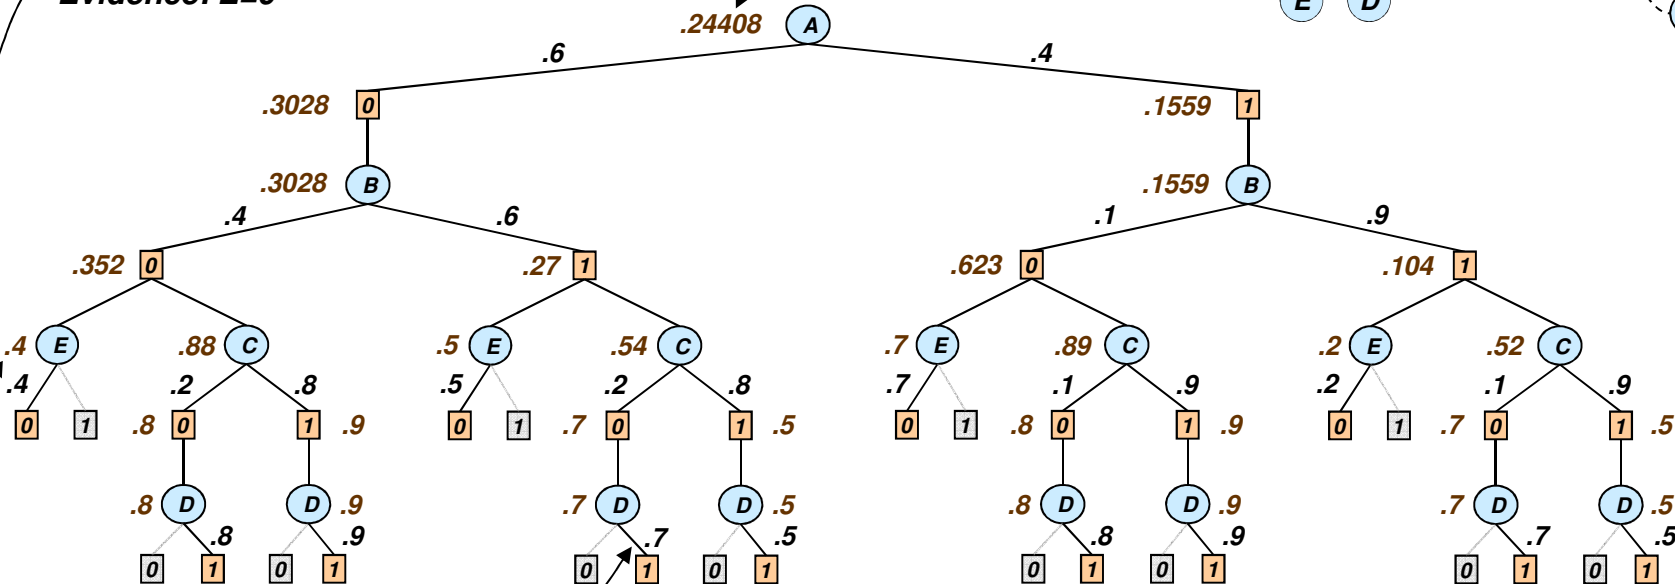 .24408 A E D
.6 .4
.3028 0 .1559 1
.3028 B .1559 B
.4 .6 .1 .9
.352 0 .27 1 .623 0 .104 1
.4 E .88 C .5 E .54 C .7 E .89 C .2 E .52 C
.4 .2 .8 .5 .2 .8 .7 .1 .9 .2 .1 .9
0 1 .8 0 1 .9 0 1 .7 0 1 .5 0 1 .8 0 1 .9 0 1 .7 0 1 .5
.8 D D .9 .7 D D .5 .8 D D .9 .7 D D .5
.8 .9 .7 .5 .8 .9 .7 .5
0 1 0 1 0 1 0 1 0 1 0 1 0 1 0 1